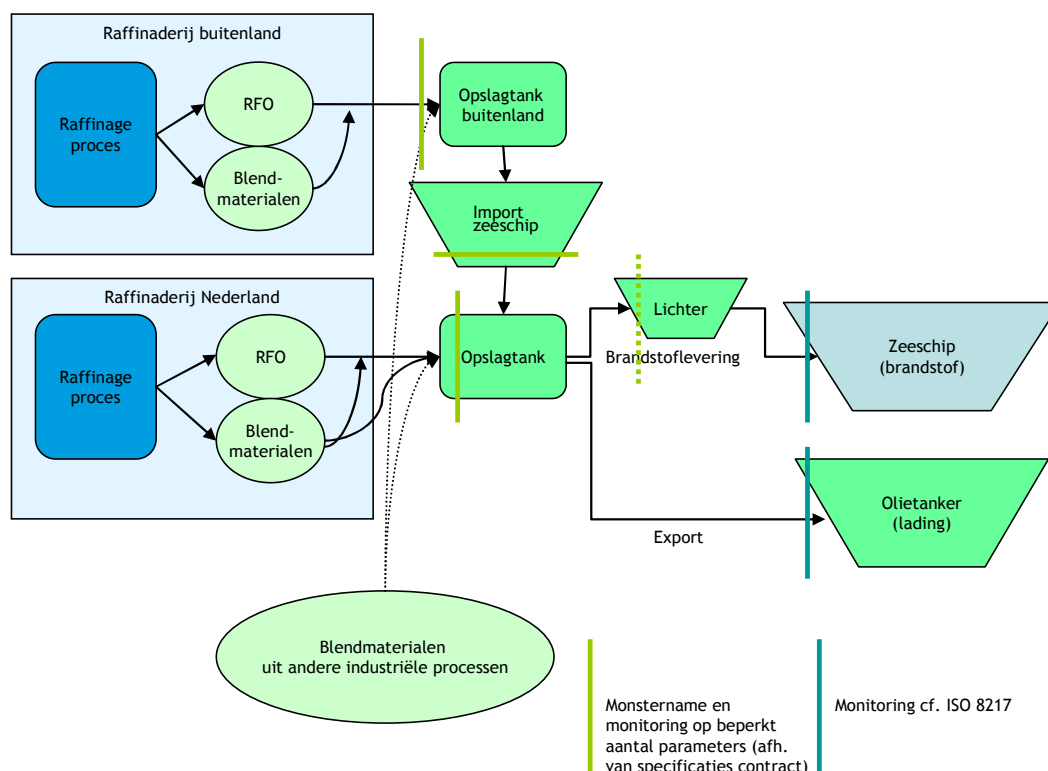 Raffinaderij buitenland
Raffinage
proces
RFO
Blend-
materialen
Opslagtank
buitenland
Import
zeeschip
Raffinaderij Nederland
Raffinage
proces
RFO
Blend-
materialen
Opslagtank
Lichter
Brandstoflevering
Zeeschip
(brandstof)
Olietanker
(lading)
Export
Blendmaterialen
uit andere industriële processen
Monstername en
monitoring op beperkt
aantal parameters (afh.
van specificaties contract)
Monitoring cf. ISO 8217